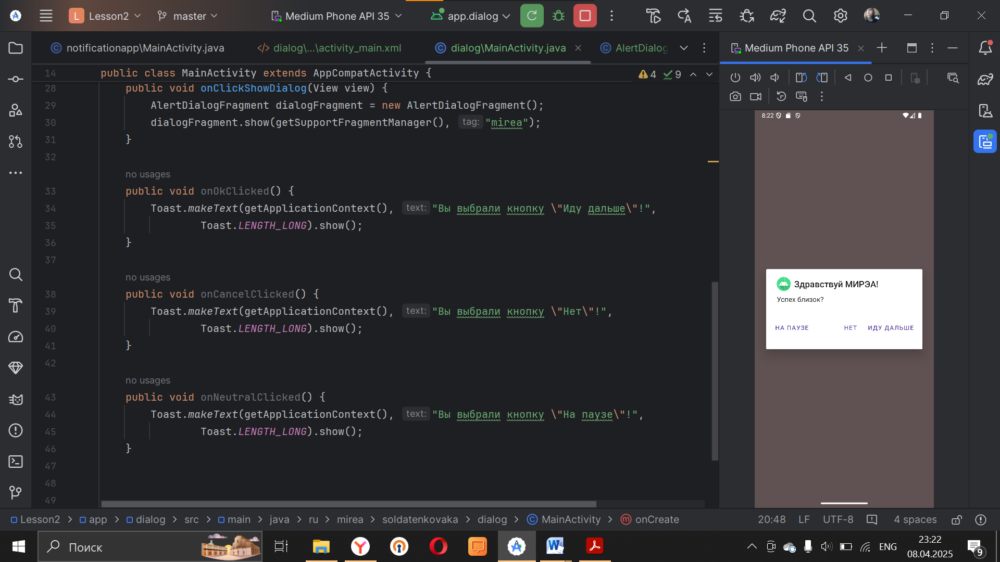 L Lesson2 master Medium Phone API 35 app.dialog
notificationapp\MainActivity.java </> dialog\...\activity_main.xml dialog\MainActivity.java AlertDialog Medium Phone API 35
14 public class MainActivity extends AppCompatActivity { 4 9
28 public void onClickShowDialog(View view) {
29 AlertDialogFragment dialogFragment = new AlertDialogFragment();
30 dialogFragment.show(getSupportFragmentManager(), tag: "mirea");
31 }
32
no usages
33 public void onOkClicked() {
34 Toast.makeText(getApplicationContext(), text: "Вы выбрали кнопку \"Иду дальше\"!",
35 Toast.LENGTH_LONG).show();
36 }
37
no usages
38 public void onCancelClicked() {
39 Toast.makeText(getApplicationContext(), text: "Вы выбрали кнопку \"Нет\"!",
40 Toast.LENGTH_LONG).show();
41 }
42
no usages
43 public void onNeutralClicked() {
44 Toast.makeText(getApplicationContext(), text: "Вы выбрали кнопку \"На паузе\"!",
45 Toast.LENGTH_LONG).show();
46 }
47
48
49
8:22
Здравствуй МИРЭА!
Успех близок?
НА ПАУЗЕ НЕТ ИДУ ДАЛЬШЕ
Lesson2 > app > dialog > src > main > java > ru > mirea > soldatenkovaka > dialog > MainActivity > onCreate 20:48 LF UTF-8 4 spaces
Поиск
ENG
23:22
08.04.2025
9